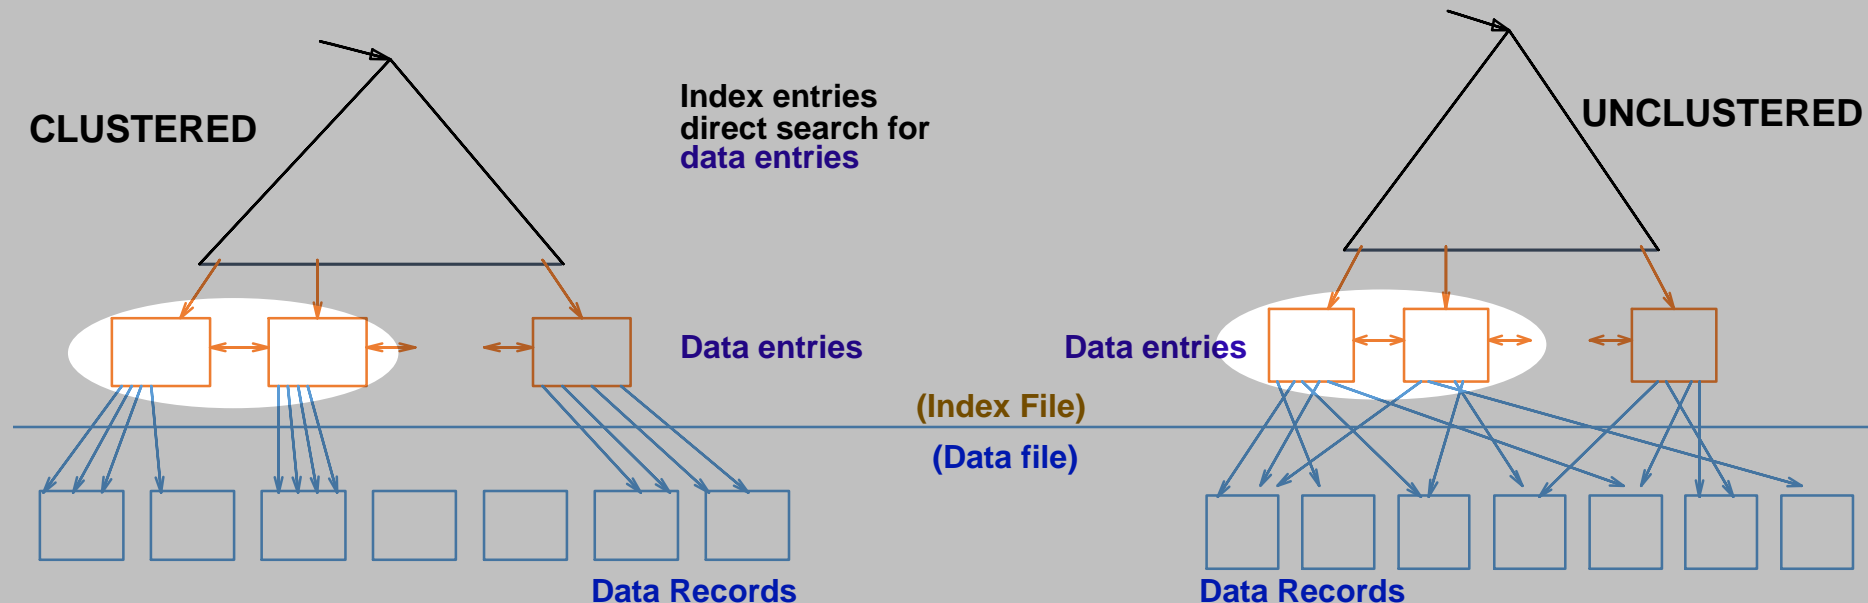 CLUSTERED
Index entries
direct search for
data entries
UNCLUSTERED
Data entries
Data entries
(Index File)
(Data file)
Data Records
Data Records